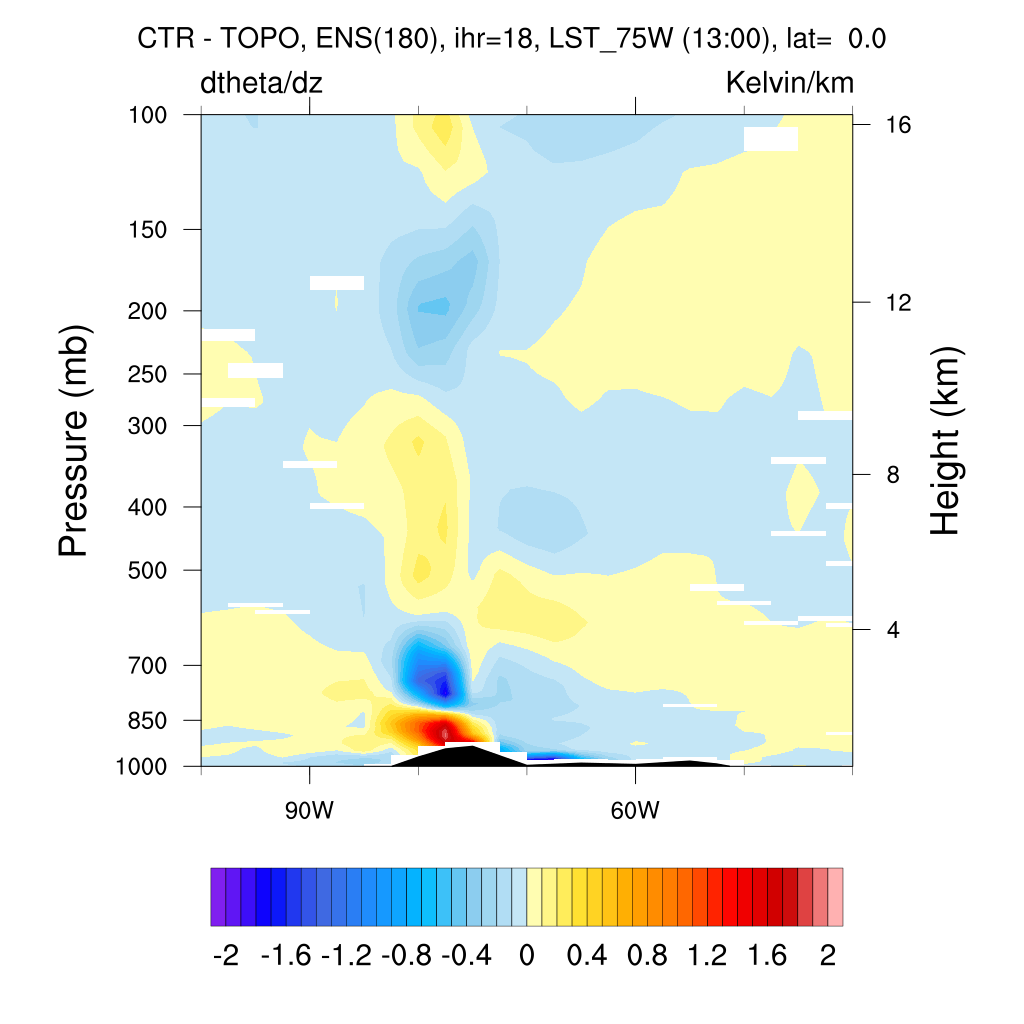 CTR - TOPO, ENS(180), ihr=18, LST_75W (13:00), lat=  0.0
dtheta/dz Kelvin/km
100
150
200
250
300
400
500
700
850
1000
Pressure (mb)
16
12
8
4
Height (km)
90W 60W
-2 -1.6 -1.2 -0.8 -0.4 0 0.4 0.8 1.2 1.6 2